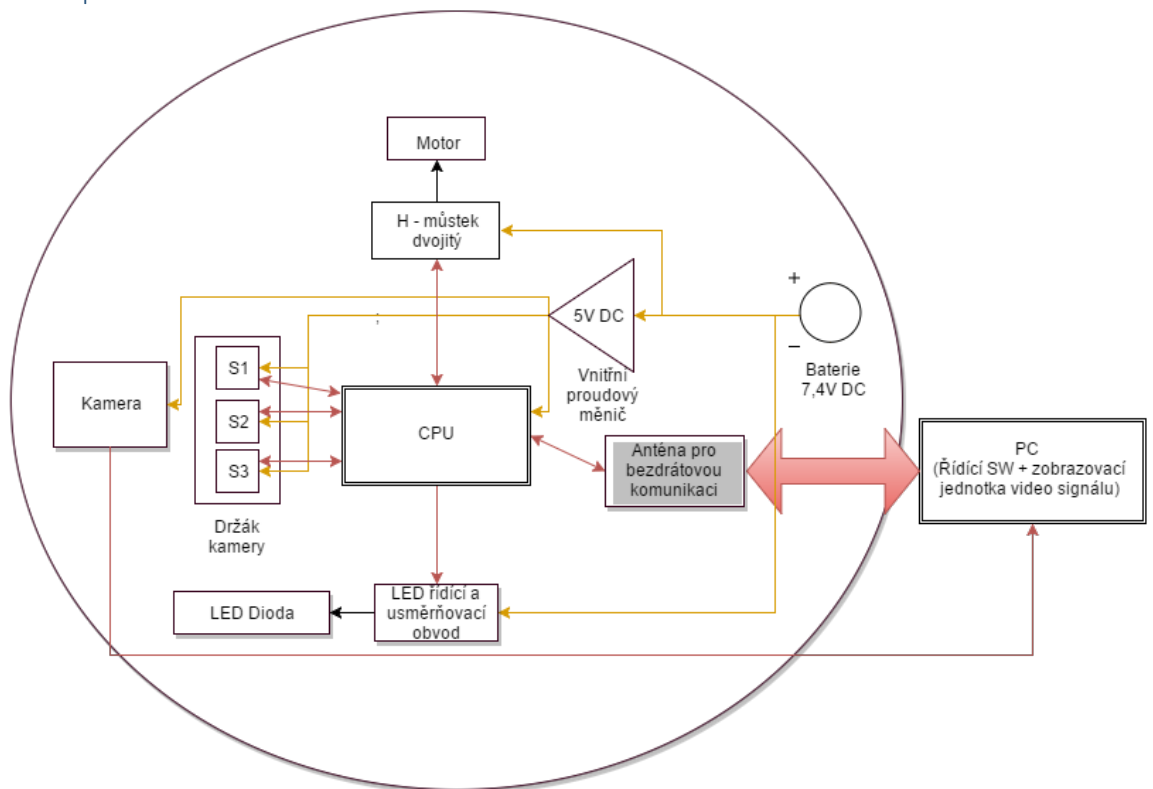 Motor
H - můstek
dvojitý
+
5V DC
;
–
Vnitřní
proudový
měnič
Baterie
7,4V DC
S1
Kamera
S2
CPU
S3
Anténa pro
bezdrátovou
komunikaci
PC
(Řídící SW + zobrazovací
jednotka video signálu)
Držák
kamery
LED Dioda
LED řídící a
usměrňovací
obvod